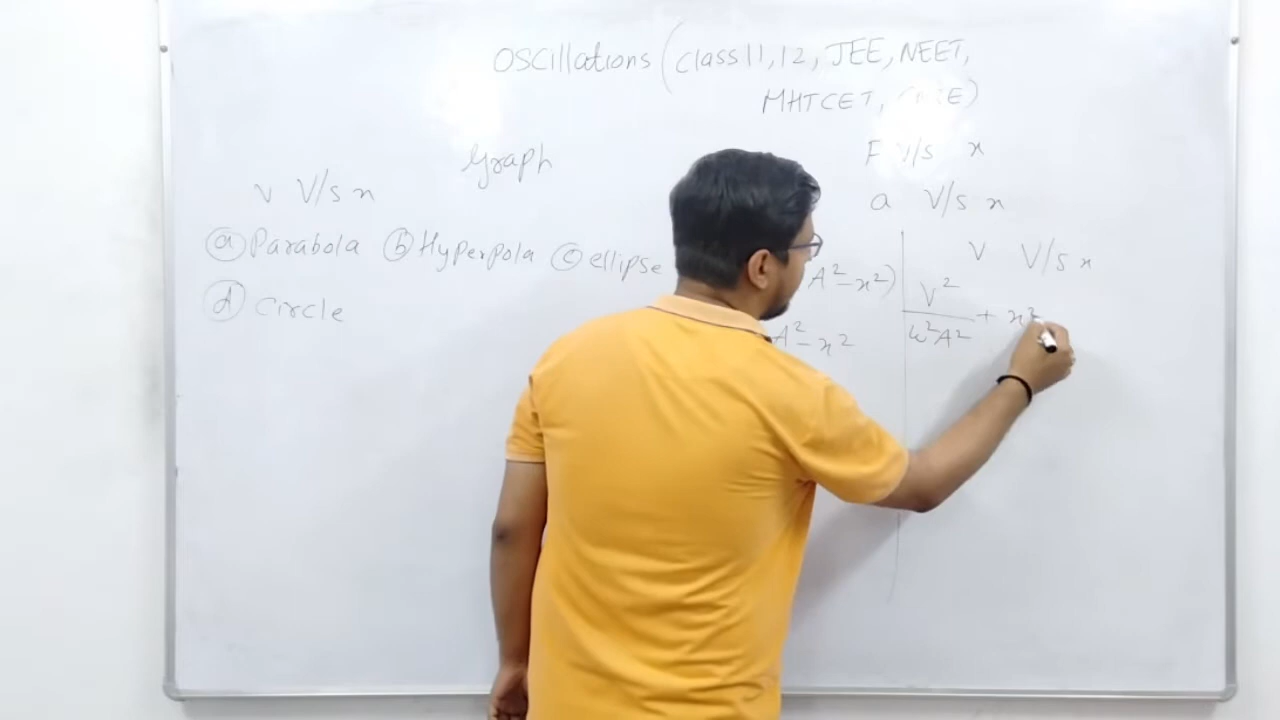 Oscillations (Class 11, 12, JEE, NEET,
MHTCET,
Graph
F V/s x
v V/s x
a V/s x
(a) Parabola (b) Hyperpola (c) ellipse
(d) Circle
A²-x²)
A²-x²
v V/s x
V²/ω²A² + x²